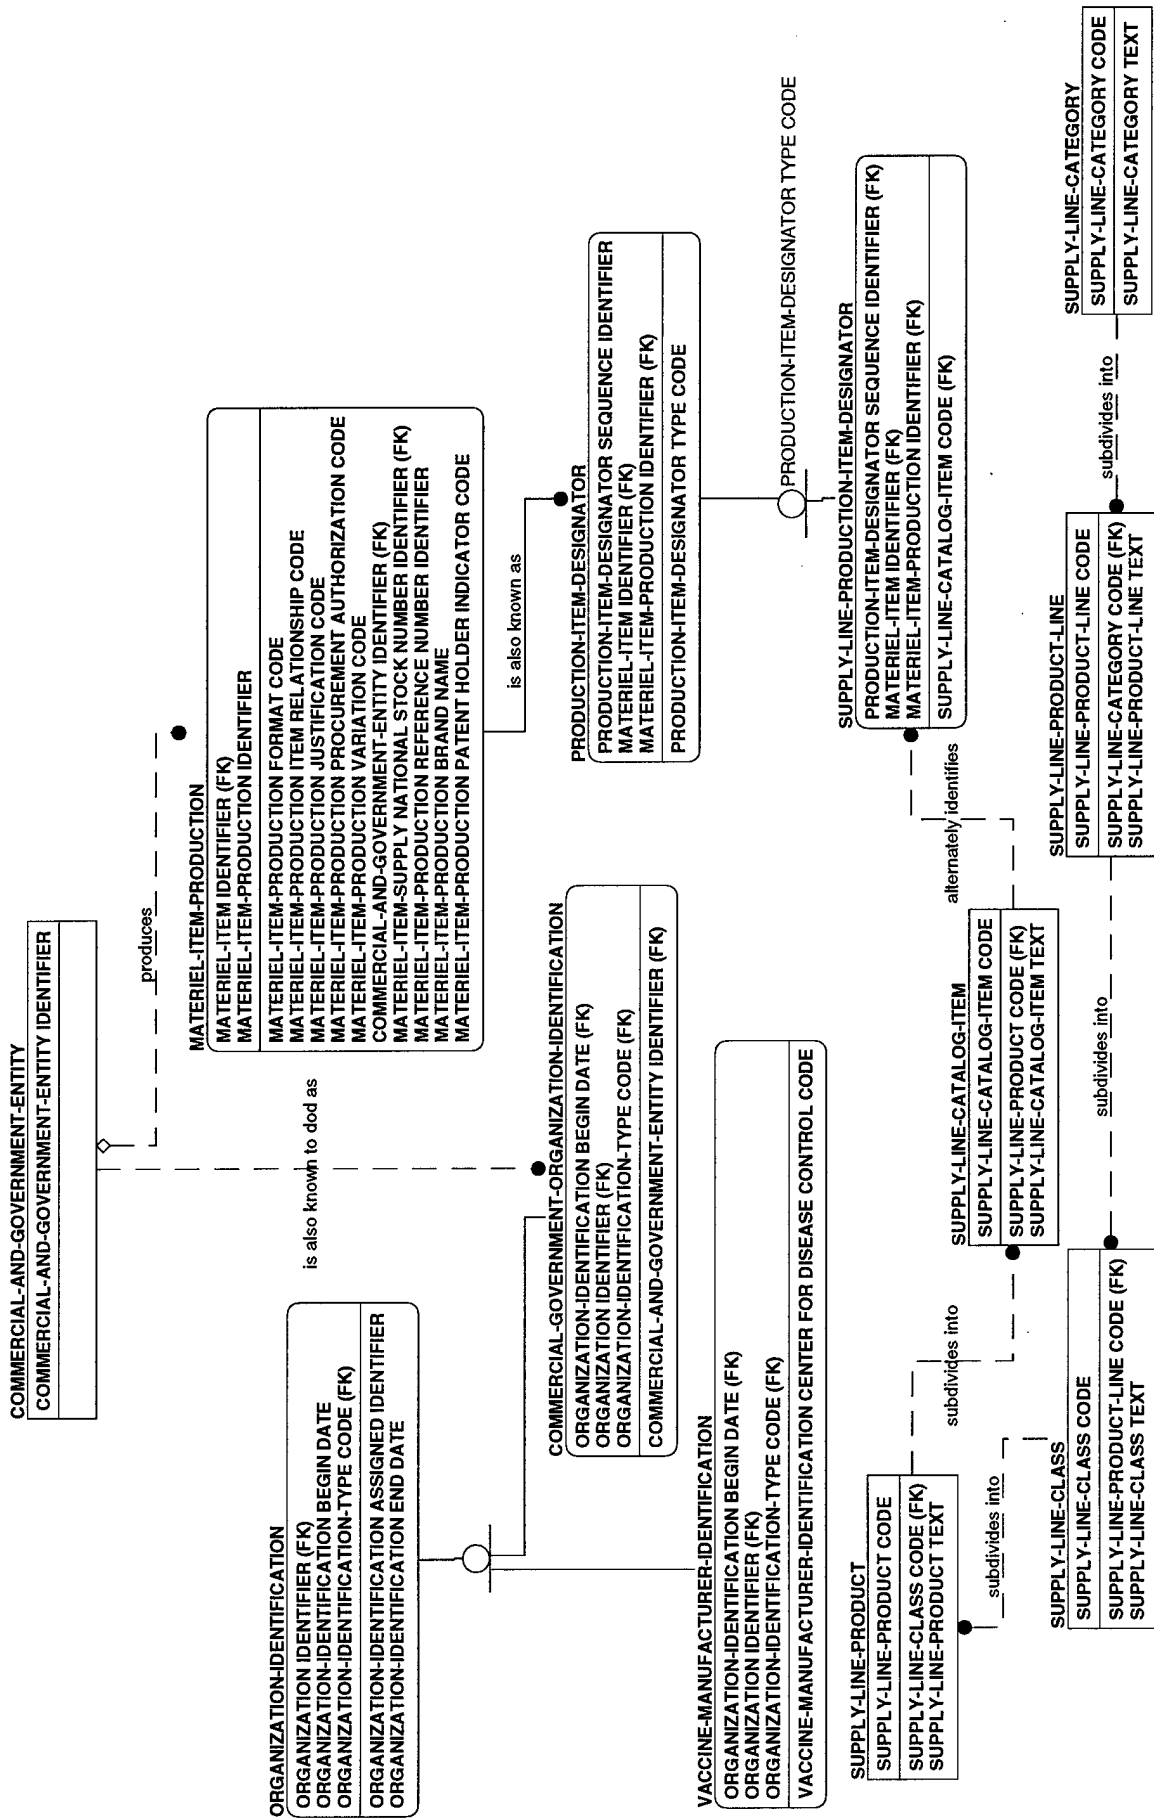 COMMERCIAL-AND-GOVERNMENT-ENTITY
COMMERCIAL-AND-GOVERNMENT-ENTITY IDENTIFIER
produces
is also known to dod as
MATERIEL-ITEM-PRODUCTION
MATERIEL-ITEM IDENTIFIER (FK)
MATERIEL-ITEM-PRODUCTION IDENTIFIER
MATERIEL-ITEM-PRODUCTION FORMAT CODE
MATERIEL-ITEM-PRODUCTION ITEM RELATIONSHIP CODE
MATERIEL-ITEM-PRODUCTION JUSTIFICATION CODE
MATERIEL-ITEM-PRODUCTION PROCUREMENT AUTHORIZATION CODE
MATERIEL-ITEM-PRODUCTION VARIATION CODE
COMMERCIAL-AND-GOVERNMENT-ENTITY IDENTIFIER (FK)
MATERIEL-ITEM-SUPPLY NATIONAL STOCK NUMBER IDENTIFIER (FK)
MATERIEL-ITEM-PRODUCTION REFERENCE NUMBER IDENTIFIER
MATERIEL-ITEM-PRODUCTION BRAND NAME
MATERIEL-ITEM-PRODUCTION PATENT HOLDER INDICATOR CODE
ORGANIZATION-IDENTIFICATION
ORGANIZATION IDENTIFIER (FK)
ORGANIZATION-IDENTIFICATION BEGIN DATE
ORGANIZATION-IDENTIFICATION-TYPE CODE (FK)
ORGANIZATION-IDENTIFICATION ASSIGNED IDENTIFIER
ORGANIZATION-IDENTIFICATION END DATE
is also known as
COMMERCIAL-GOVERNMENT-ORGANIZATION-IDENTIFICATION
ORGANIZATION-IDENTIFICATION BEGIN DATE (FK)
ORGANIZATION IDENTIFIER (FK)
ORGANIZATION-IDENTIFICATION-TYPE CODE (FK)
COMMERCIAL-AND-GOVERNMENT-ENTITY IDENTIFIER (FK)
PRODUCTION-ITEM-DESIGNATOR
PRODUCTION-ITEM-DESIGNATOR SEQUENCE IDENTIFIER
MATERIEL-ITEM IDENTIFIER (FK)
MATERIEL-ITEM-PRODUCTION IDENTIFIER (FK)
PRODUCTION-ITEM-DESIGNATOR TYPE CODE
VACCINE-MANUFACTURER-IDENTIFICATION
ORGANIZATION-IDENTIFICATION BEGIN DATE (FK)
ORGANIZATION IDENTIFIER (FK)
ORGANIZATION-IDENTIFICATION-TYPE CODE (FK)
VACCINE-MANUFACTURER-IDENTIFICATION CENTER FOR DISEASE CONTROL CODE
PRODUCTION-ITEM-DESIGNATOR TYPE CODE
SUPPLY-LINE-PRODUCTION-ITEM-DESIGNATOR
PRODUCTION-ITEM-DESIGNATOR SEQUENCE IDENTIFIER (FK)
MATERIEL-ITEM IDENTIFIER (FK)
MATERIEL-ITEM-PRODUCTION IDENTIFIER (FK)
SUPPLY-LINE-CATALOG-ITEM CODE (FK)
SUPPLY-LINE-PRODUCT
SUPPLY-LINE-PRODUCT CODE
SUPPLY-LINE-CLASS CODE (FK)
SUPPLY-LINE-PRODUCT TEXT
subdivides into
alternately identifies
SUPPLY-LINE-CATALOG-ITEM
SUPPLY-LINE-CATALOG-ITEM CODE
SUPPLY-LINE-PRODUCT CODE (FK)
SUPPLY-LINE-CATALOG-ITEM TEXT
subdivides into
SUPPLY-LINE-CLASS
SUPPLY-LINE-CLASS CODE
SUPPLY-LINE-PRODUCT-LINE CODE (FK)
SUPPLY-LINE-CLASS TEXT
subdivides into
SUPPLY-LINE-PRODUCT-LINE
SUPPLY-LINE-PRODUCT-LINE CODE
SUPPLY-LINE-CATEGORY CODE (FK)
SUPPLY-LINE-PRODUCT-LINE TEXT
subdivides into
SUPPLY-LINE-CATEGORY
SUPPLY-LINE-CATEGORY CODE
SUPPLY-LINE-CATEGORY TEXT